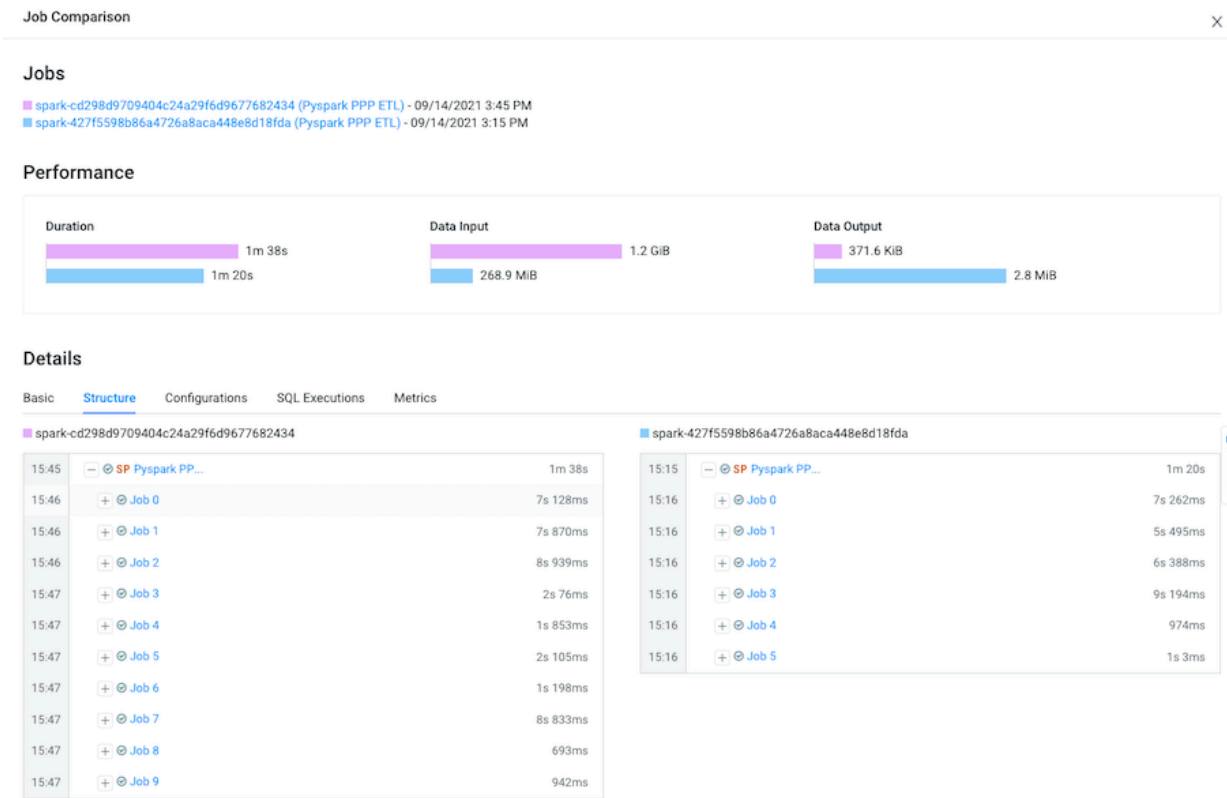 Job Comparison
X
Jobs
spark-cd298d9709404c24a29f6d9677682434 (Pyspark PPP ETL) - 09/14/2021 3:45 PM
spark-427f5598b86a4726a8aca448e8d18fda (Pyspark PPP ETL) - 09/14/2021 3:15 PM
Performance
Duration
1m 38s
1m 20s
Data Input
1.2 GiB
268.9 MiB
Data Output
371.6 KiB
2.8 MiB
Details
Basic Structure Configurations SQL Executions Metrics
spark-cd298d9709404c24a29f6d9677682434
15:45 SP Pyspark PP... 1m 38s
15:46 Job 0 7s 128ms
15:46 Job 1 7s 870ms
15:46 Job 2 8s 939ms
15:47 Job 3 2s 76ms
15:47 Job 4 1s 853ms
15:47 Job 5 2s 105ms
15:47 Job 6 1s 198ms
15:47 Job 7 8s 833ms
15:47 Job 8 693ms
15:47 Job 9 942ms
spark-427f5598b86a4726a8aca448e8d18fda
15:15 SP Pyspark PP... 1m 20s
15:16 Job 0 7s 262ms
15:16 Job 1 5s 495ms
15:16 Job 2 6s 388ms
15:16 Job 3 9s 194ms
15:16 Job 4 974ms
15:16 Job 5 1s 3ms